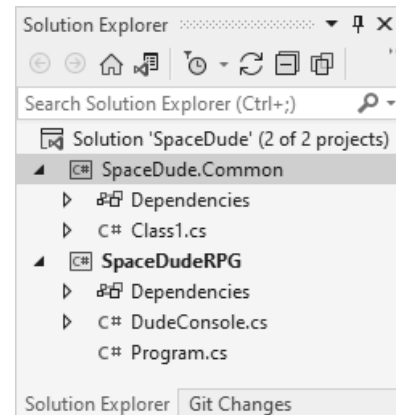 Solution Explorer
Search Solution Explorer (Ctrl+;)
Solution 'SpaceDude' (2 of 2 projects)
C# SpaceDude.Common
Dependencies
C# Class1.cs
C# SpaceDudeRPG
Dependencies
C# DudeConsole.cs
C# Program.cs
Solution Explorer Git Changes